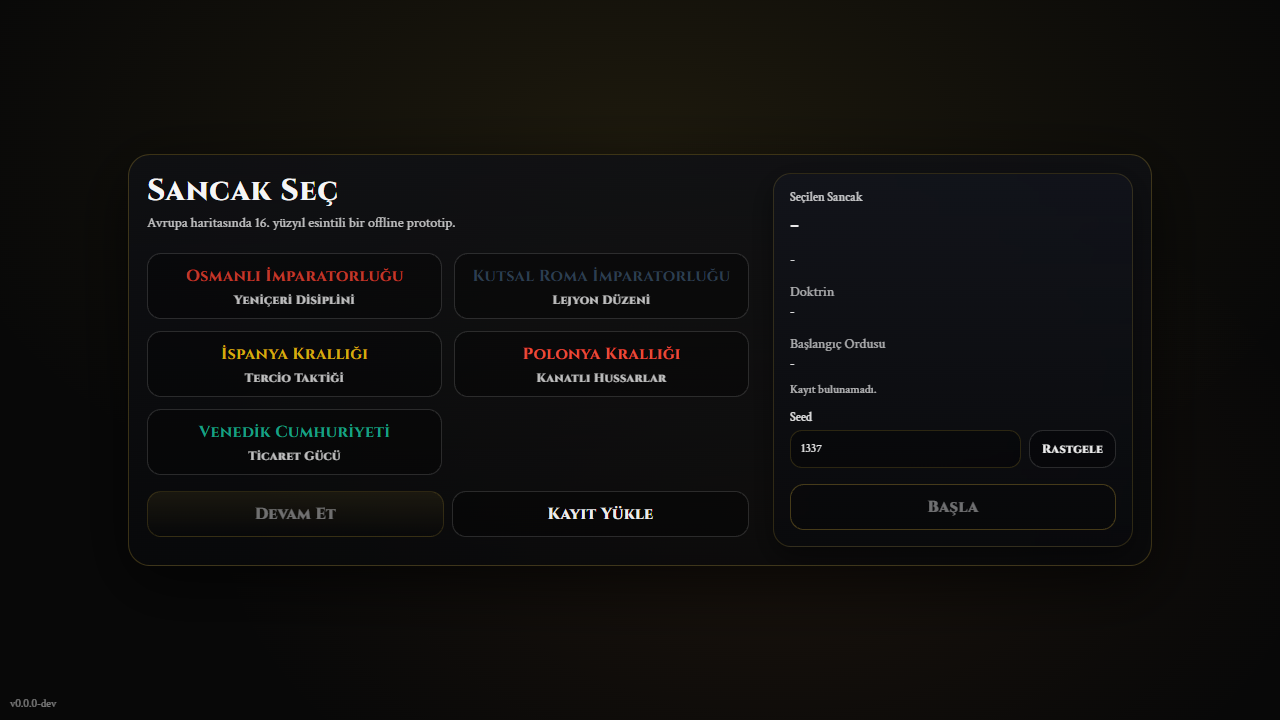 Sancak Seç
Avrupa haritasında 16. yüzyıl esintili bir offline prototip.
Osmanlı İmparatorluğu
Yeniçeri Disiplini
Kutsal Roma İmparatorluğu
Lejyon Düzeni
İspanya Krallığı
Tercio Taktiği
Polonya Krallığı
Kanatlı Hussarlar
Venedik Cumhuriyeti
Ticaret Gücü
Devam Et
Kayıt Yükle
Seçilen Sancak
–
-
Doktrin
-
Başlangıç Ordusu
-
Kayıt bulunamadı.
Seed
1337
Rastgele
Başla
v0.0.0-dev